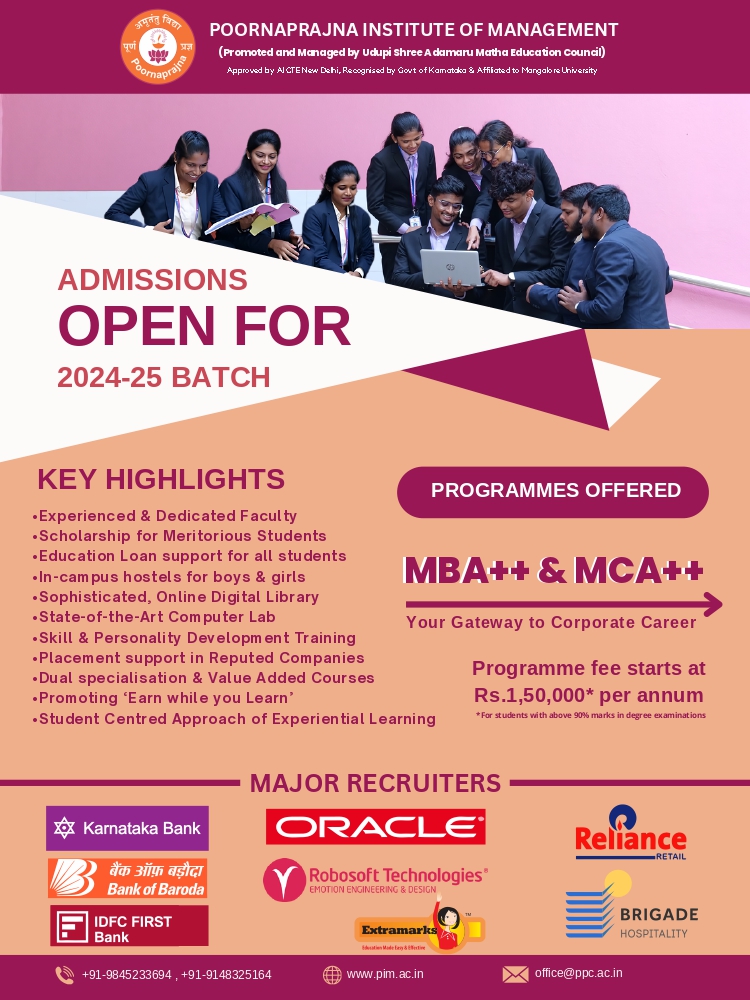 अमृतंतु विद्या
पूर्ण प्रज्ञ
Poornaprajna
POORNAPRAJNA INSTITUTE OF MANAGEMENT
(Promoted and Managed by Udupi Shree Adamaru Matha Education Council)
Approved by AICTE New Delhi, Recognised by Govt of Karnataka & Affiliated to Mangalore University
ADMISSIONS
OPEN FOR
2024-25 BATCH
KEY HIGHLIGHTS
•Experienced & Dedicated Faculty
•Scholarship for Meritorious Students
•Education Loan support for all students
•In-campus hostels for boys & girls
•Sophisticated, Online Digital Library
•State-of-the-Art Computer Lab
•Skill & Personality Development Training
•Placement support in Reputed Companies
•Dual specialisation & Value Added Courses
•Promoting ‘Earn while you Learn’
•Student Centred Approach of Experiential Learning
PROGRAMMES OFFERED
MBA++ & MCA++
Your Gateway to Corporate Career
Programme fee starts at
Rs.1,50,000* per annum
*For students with above 90% marks in degree examinations
MAJOR RECRUITERS
Karnataka Bank
ORACLE®
Reliance
RETAIL
बैंक ऑफ़ बड़ौदा
Bank of Baroda
Robosoft Technologies®
EMOTION ENGINEERING & DESIGN
IDFC FIRST
Bank
Extramarks™
Education Made Easy & Effective
BRIGADE
HOSPITALITY
+91-9845233694 , +91-9148325164
www.pim.ac.in
office@ppc.ac.in